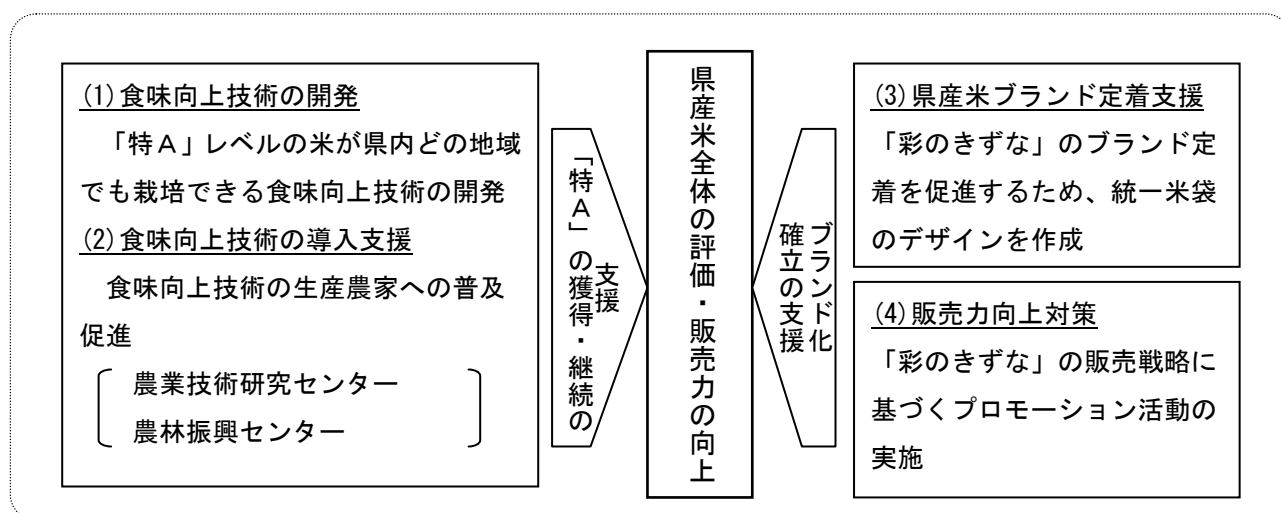 (1)食味向上技術の開発
「特A」レベルの米が県内どの地域
でも栽培できる食味向上技術の開発
(2)食味向上技術の導入支援
食味向上技術の生産農家への普及
促進
農業技術研究センター
農林振興センター
「特A」の獲得・継続の
支援
県産米全体の評価・販売力の向上
ブランド化
確立の支援
(3)県産米ブランド定着支援
「彩のきずな」のブランド定
着を促進するため、統一米袋
のデザインを作成
(4)販売力向上対策
「彩のきずな」の販売戦略に
基づくプロモーション活動の
実施